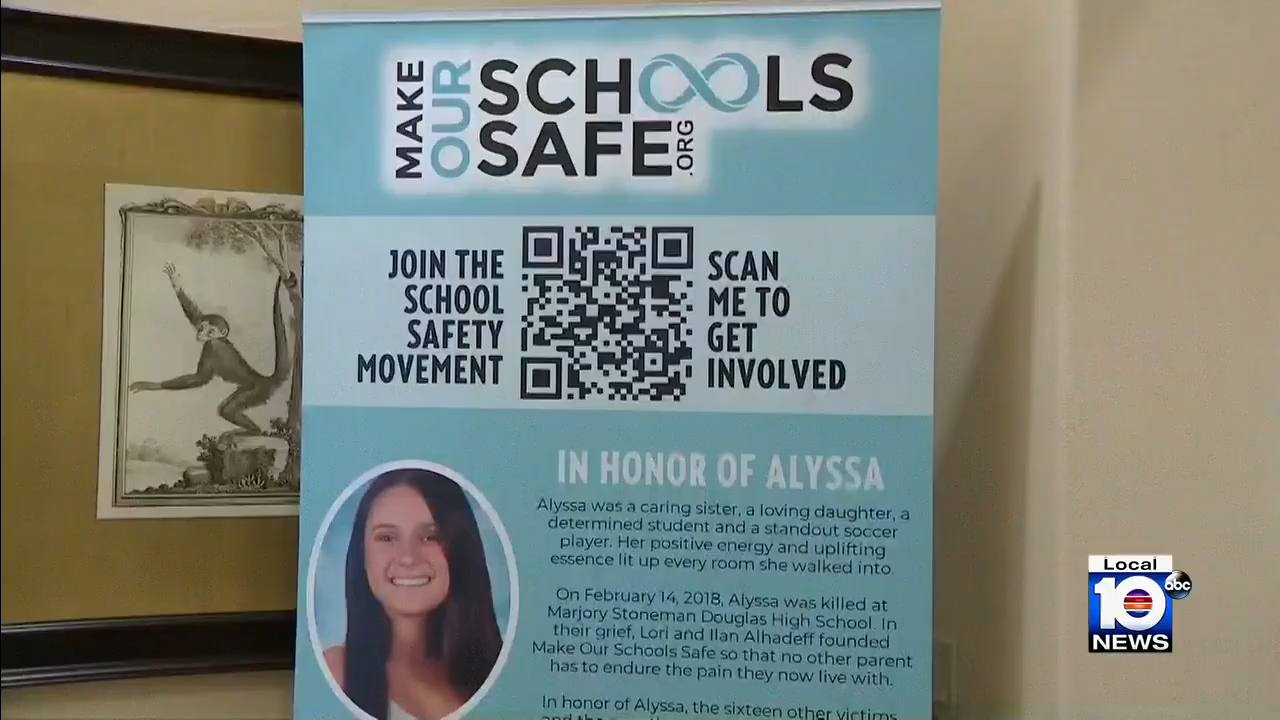 MAKE
OUR
SCHOOLS
SAFE
.ORG
JOIN THE
SCHOOL
SAFETY
MOVEMENT
SCAN
ME TO
GET
INVOLVED
IN HONOR OF ALYSSA
Alyssa was a caring sister, a loving daughter, a
determined student and a standout soccer
player. Her positive energy and uplifting
essence lit up every room she walked into.
On February 14, 2018, Alyssa was killed at
Marjory Stoneman Douglas High School. In
their grief, Lori and Ilan Alhadeff founded
Make Our Schools Safe so that no other parent
has to endure the pain they now live with.
In honor of Alyssa, the sixteen other victims
and the
Local
10
abc
NEWS